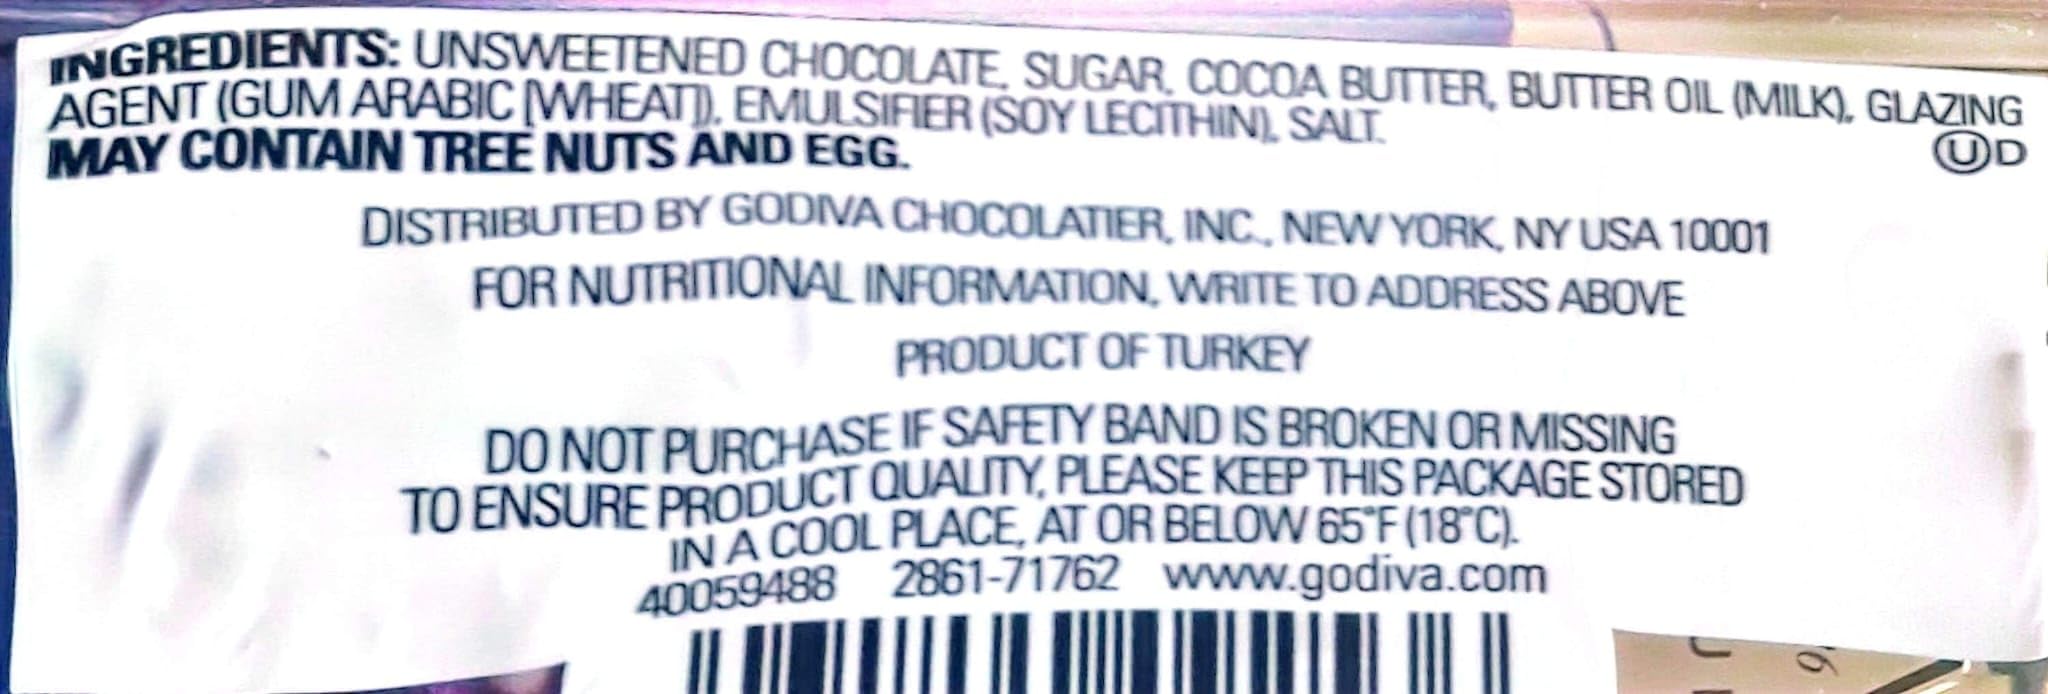 INGREDIENTS: UNSWEETENED CHOCOLATE, SUGAR, COCOA BUTTER, BUTTER OIL (MILK), GLAZING
AGENT (GUM ARABIC [WHEAT]), EMULSIFIER (SOY LECITHIN), SALT.
MAY CONTAIN TREE NUTS AND EGG.
Ⓤ D
DISTRIBUTED BY GODIVA CHOCOLATIER, INC., NEW YORK, NY USA 10001
FOR NUTRITIONAL INFORMATION, WRITE TO ADDRESS ABOVE
PRODUCT OF TURKEY
DO NOT PURCHASE IF SAFETY BAND IS BROKEN OR MISSING
TO ENSURE PRODUCT QUALITY, PLEASE KEEP THIS PACKAGE STORED
IN A COOL PLACE, AT OR BELOW 65°F (18°C).
40059488 2861-71762 www.godiva.com